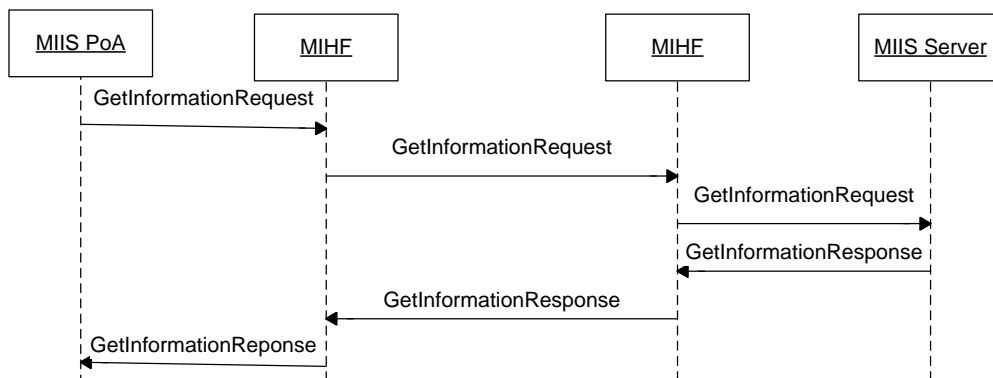 MIIS PoA
MIHF
MIHF
MIIS Server
GetInformationRequest
GetInformationRequest
GetInformationRequest
GetInformationResponse
GetInformationResponse
GetInformationReponse